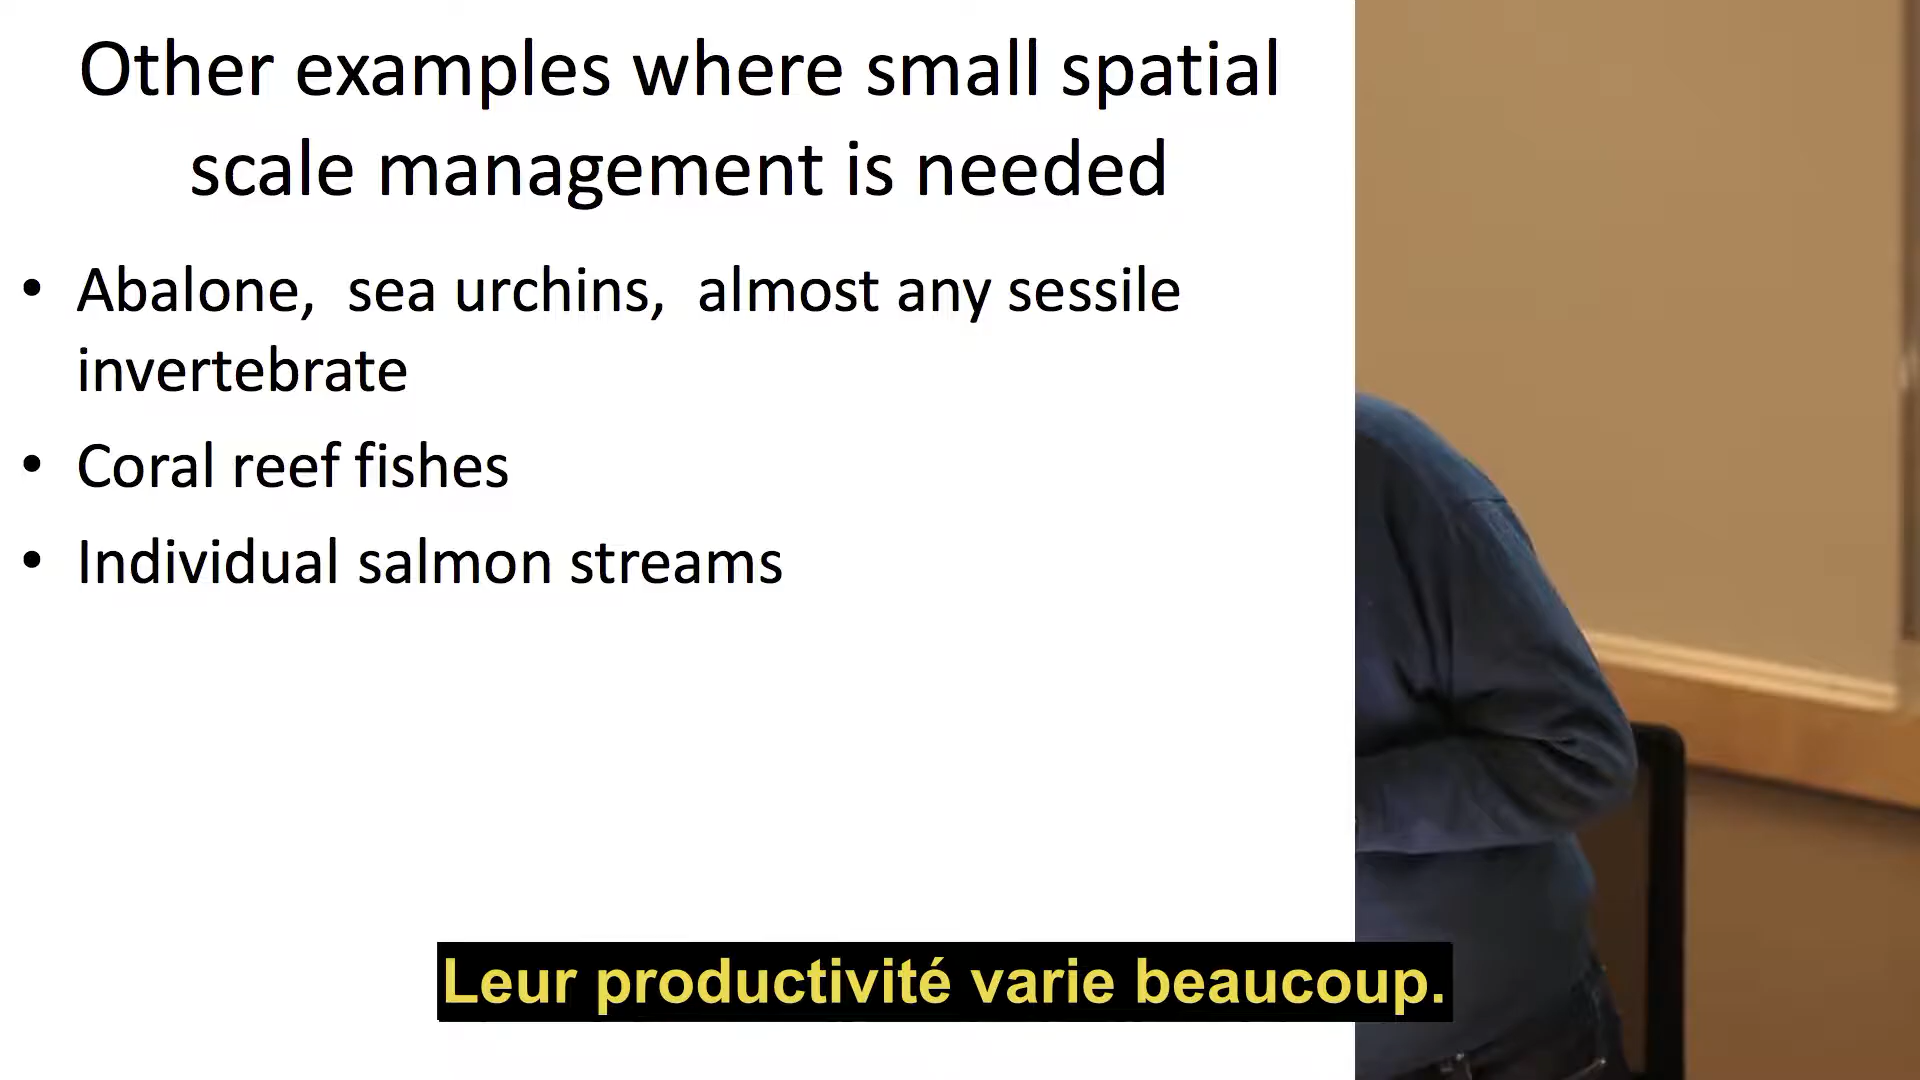 Other examples where small spatial
scale management is needed
• Abalone, sea urchins, almost any sessile
invertebrate
• Coral reef fishes
• Individual salmon streams
Leur productivité varie beaucoup.